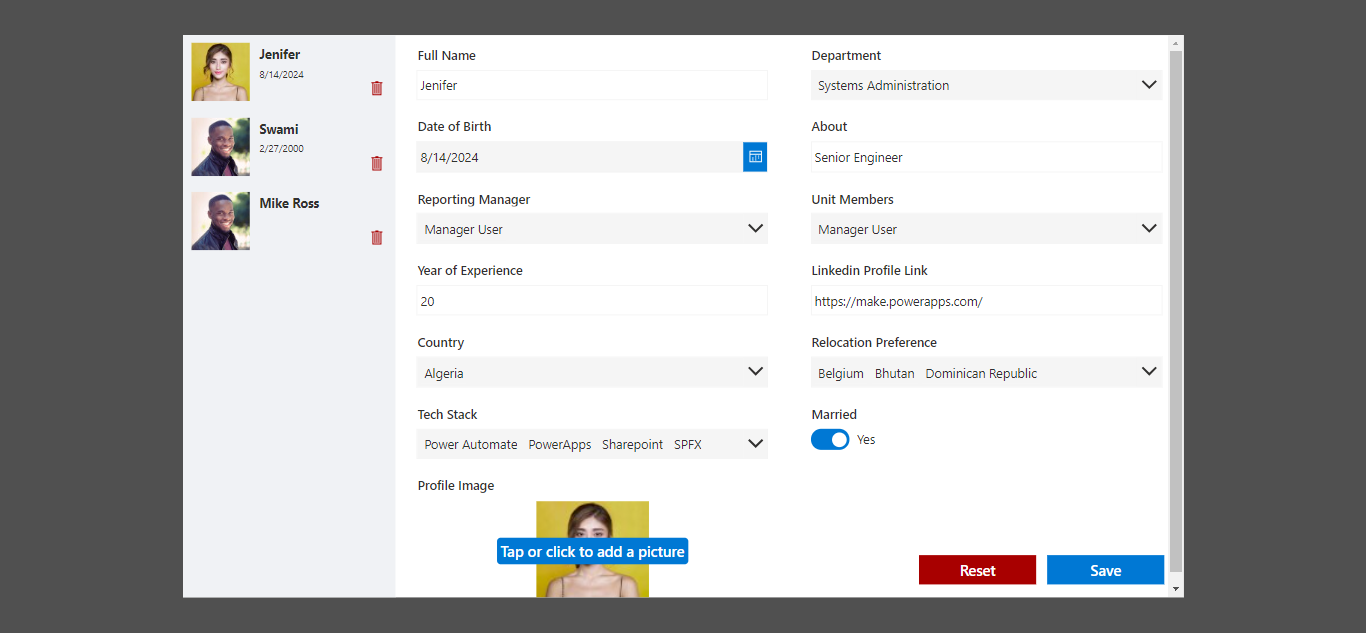 Jenifer
8/14/2024
Swami
2/27/2000
Mike Ross
Full Name
Jenifer
Department
Systems Administration
Date of Birth
8/14/2024
About
Senior Engineer
Reporting Manager
Manager User
Unit Members
Manager User
Year of Experience
20
Linkedin Profile Link
https://make.powerapps.com/
Country
Algeria
Relocation Preference
Belgium Bhutan Dominican Republic
Tech Stack
Power Automate PowerApps Sharepoint SPFX
Married
Yes
Profile Image
Tap or click to add a picture
Reset
Save